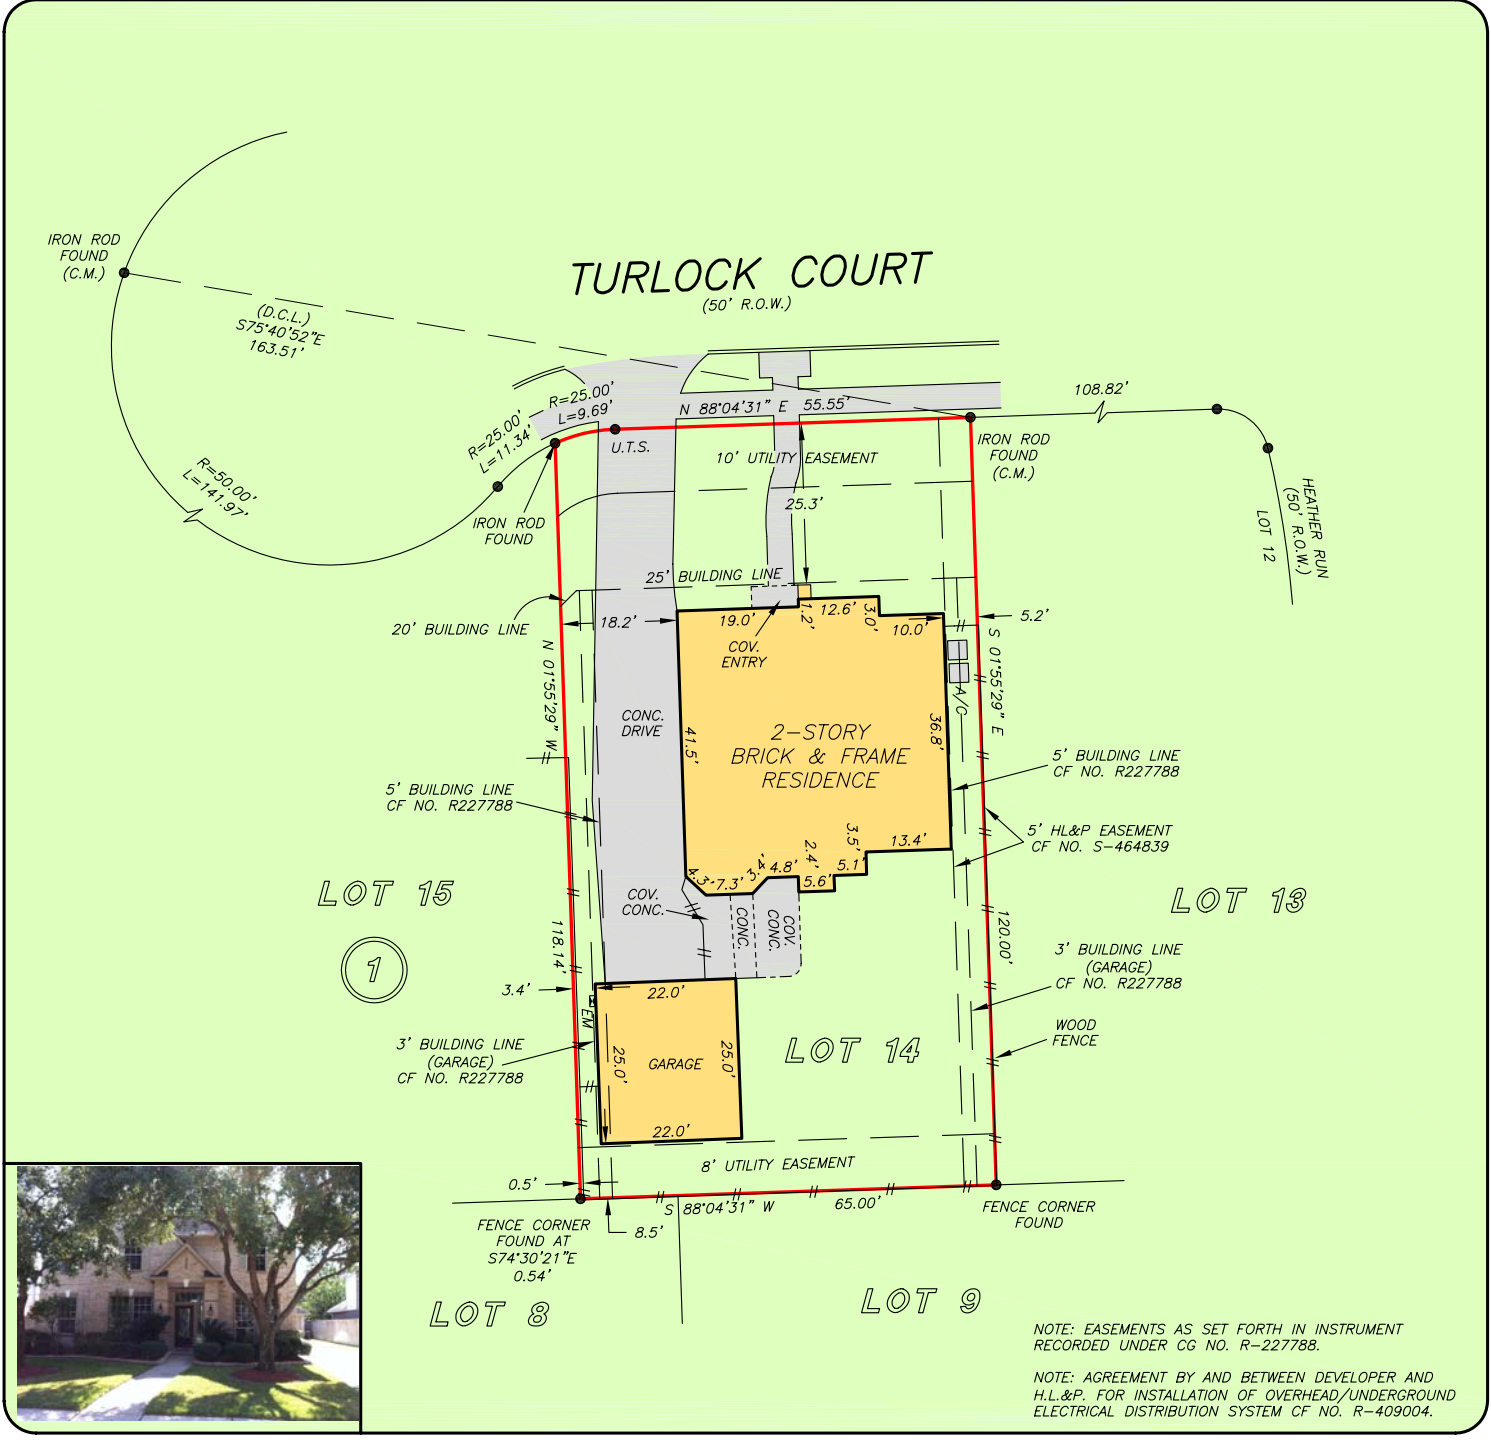 IRON ROD
FOUND
(C.M.)
TURLOCK COURT
(50' R.O.W.)
(D.C.L.)
S75°40'52"E
163.51'
R=25.00'
L=9.69'
R=25.00'
L=11.34'
R=50.00'
L=141.97'
N 88°04'31" E 55.55'
108.82'
U.T.S.
IRON ROD
FOUND
(C.M.)
10' UTILITY EASEMENT
25.3'
IRON ROD
FOUND
HEATHER RUN
(50' R.O.W.)
LOT 12
25' BUILDING LINE
20' BUILDING LINE
18.2'
19.0'
1.2'
12.6'
3.0'
10.0'
5.2'
COV.
ENTRY
N 01°55'29" W
S 01°55'29" E
A/C
CONC.
DRIVE
41.5'
36.8'
2-STORY
BRICK & FRAME
RESIDENCE
5' BUILDING LINE
CF NO. R227788
5' BUILDING LINE
CF NO. R227788
5' HL&P EASEMENT
CF NO. S-464839
4.3'
7.3'
3.4'
4.8'
2.4'
5.6'
5.1'
3.5'
13.4'
LOT 15
1
COV.
CONC.
CONC.
COV.
CONC.
LOT 13
118.14'
120.00'
3' BUILDING LINE
(GARAGE)
CF NO. R227788
3.4'
22.0'
EM
3' BUILDING LINE
(GARAGE)
CF NO. R227788
25.0'
GARAGE
25.0'
22.0'
LOT 14
WOOD
FENCE
8' UTILITY EASEMENT
0.5'
8.5'
S 88°04'31" W 65.00'
FENCE CORNER
FOUND AT
S74°30'21"E
0.54'
FENCE CORNER
FOUND
LOT 8
LOT 9
NOTE: EASEMENTS AS SET FORTH IN INSTRUMENT
RECORDED UNDER CG NO. R-227788.
NOTE: AGREEMENT BY AND BETWEEN DEVELOPER AND
H.L.&P. FOR INSTALLATION OF OVERHEAD/UNDERGROUND
ELECTRICAL DISTRIBUTION SYSTEM CF NO. R-409004.